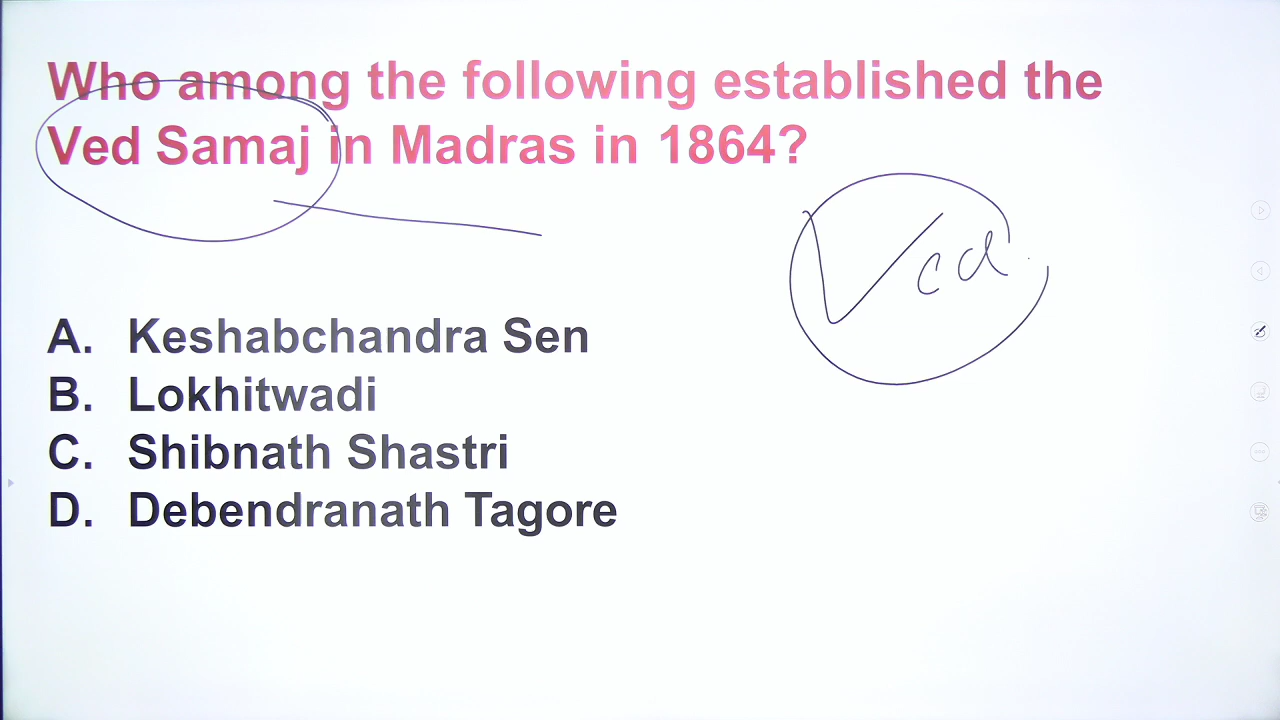 Who among the following established the
Ved Samaj in Madras in 1864?
Ved
A. Keshabchandra Sen
B. Lokhitwadi
C. Shibnath Shastri
D. Debendranath Tagore